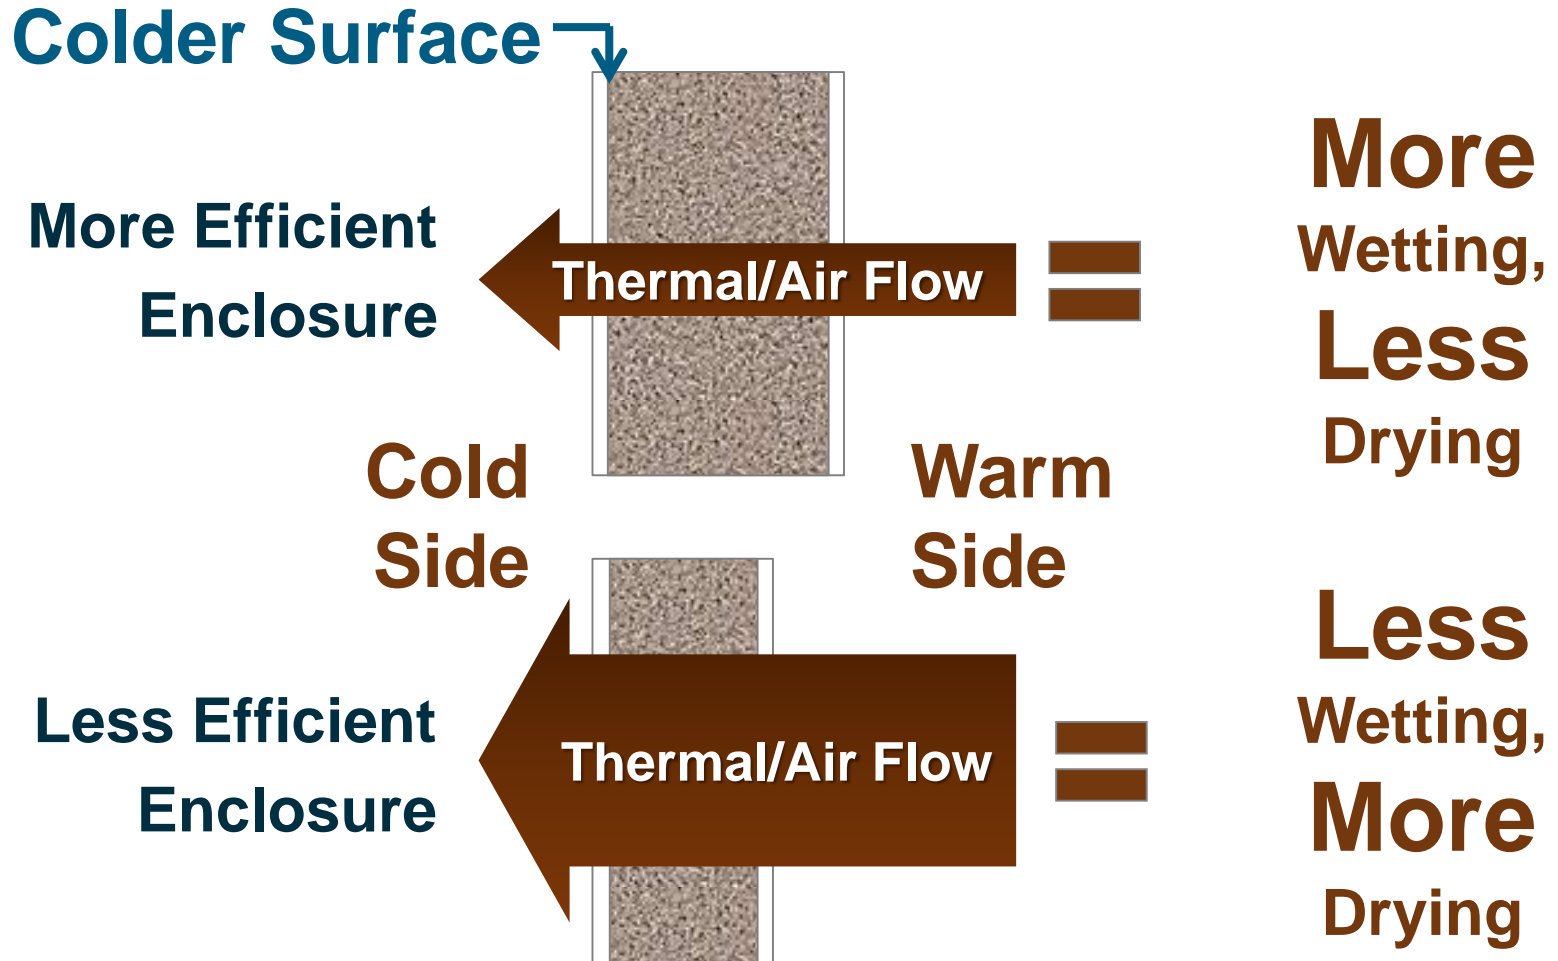 Colder Surface
More Efficient
Enclosure
Thermal/Air Flow
More
Wetting,
Less
Drying
Cold
Side
Warm
Side
Less Efficient
Enclosure
Thermal/Air Flow
Less
Wetting,
More
Drying